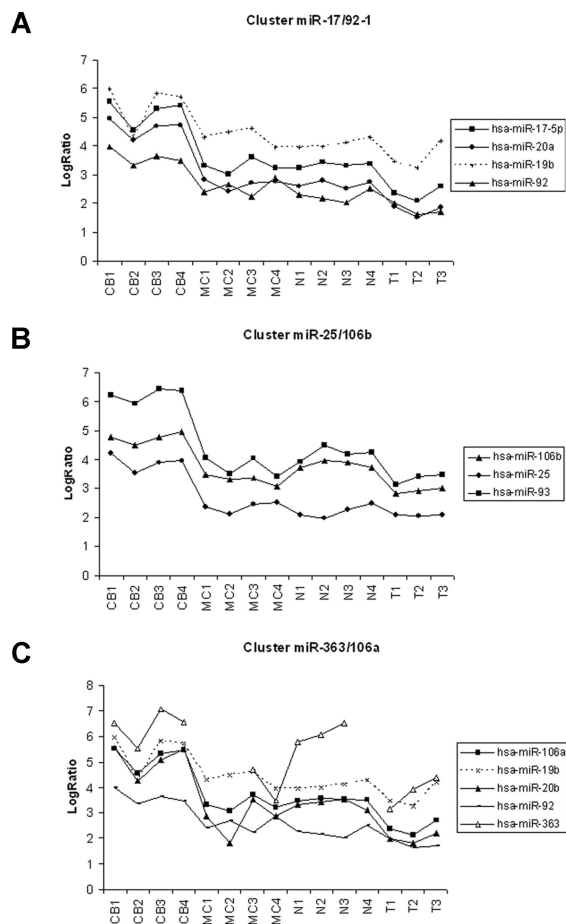 A
Cluster miR-17/92-1
7
6
5
4
3
2
1
0
LogRatio
CB1 CB2 CB3 CB4 MC1 MC2 MC3 MC4 N1 N2 N3 N4 T1 T2 T3
hsa-miR-17-5p
hsa-miR-20a
hsa-miR-19b
hsa-miR-92
B
Cluster miR-25/106b
7
6
5
4
3
2
1
0
LogRatio
CB1 CB2 CB3 CB4 MC1 MC2 MC3 MC4 N1 N2 N3 N4 T1 T2 T3
hsa-miR-106b
hsa-miR-25
hsa-miR-93
C
Cluster miR-363/106a
8
7
6
5
4
3
2
1
0
LogRatio
CB1 CB2 CB3 CB4 MC1 MC2 MC3 MC4 N1 N2 N3 N4 T1 T2 T3
hsa-miR-106a
hsa-miR-19b
hsa-miR-20b
hsa-miR-92
hsa-miR-363